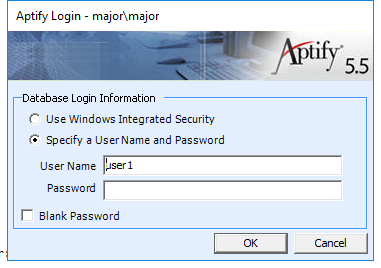 Aptify Login - major\major
Aptify® 5.5
Database Login Information
Use Windows Integrated Security
Specify a User Name and Password
User Name user1
Password
Blank Password
OK Cancel